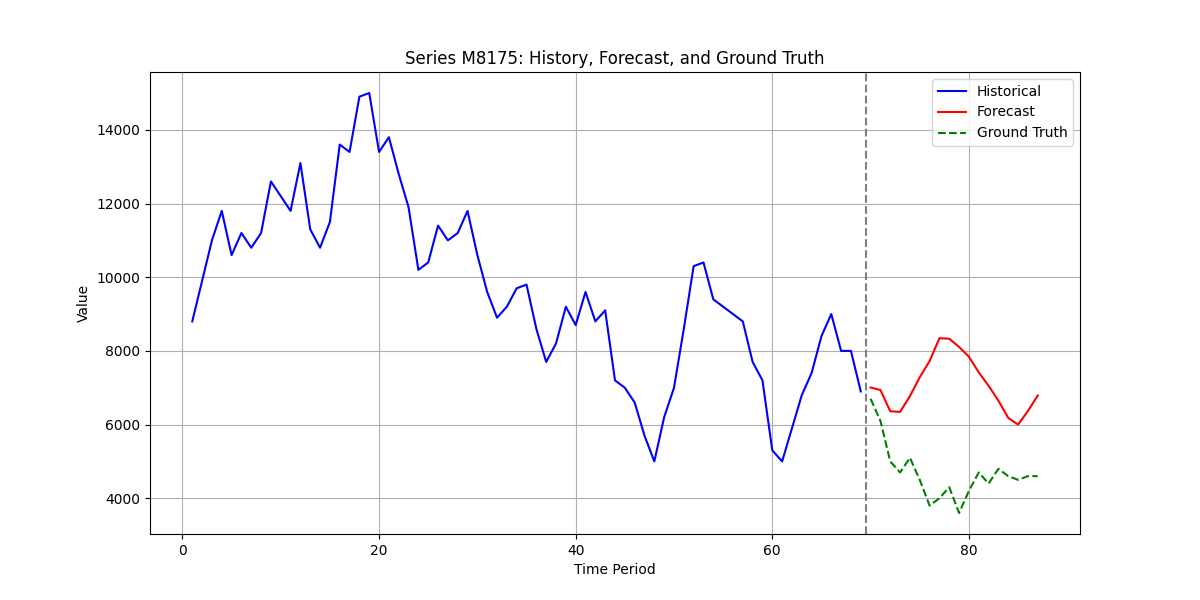 Series M8175: History, Forecast, and Ground Truth
Historical
Forecast
Ground Truth
Value
14000
12000
10000
8000
6000
4000
0 20 40 60 80
Time Period